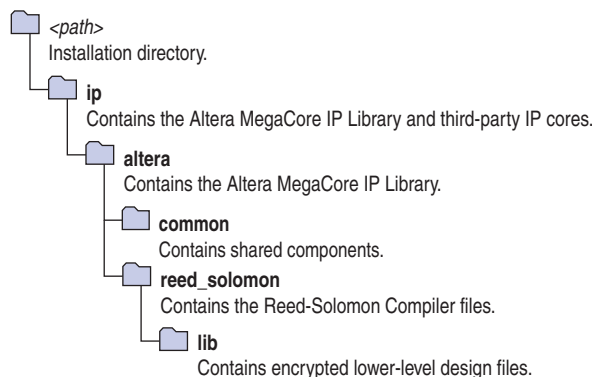 <path>
Installation directory.
ip
Contains the Altera MegaCore IP Library and third-party IP cores.
altera
Contains the Altera MegaCore IP Library.
common
Contains shared components.
reed_solomon
Contains the Reed-Solomon Compiler files.
lib
Contains encrypted lower-level design files.